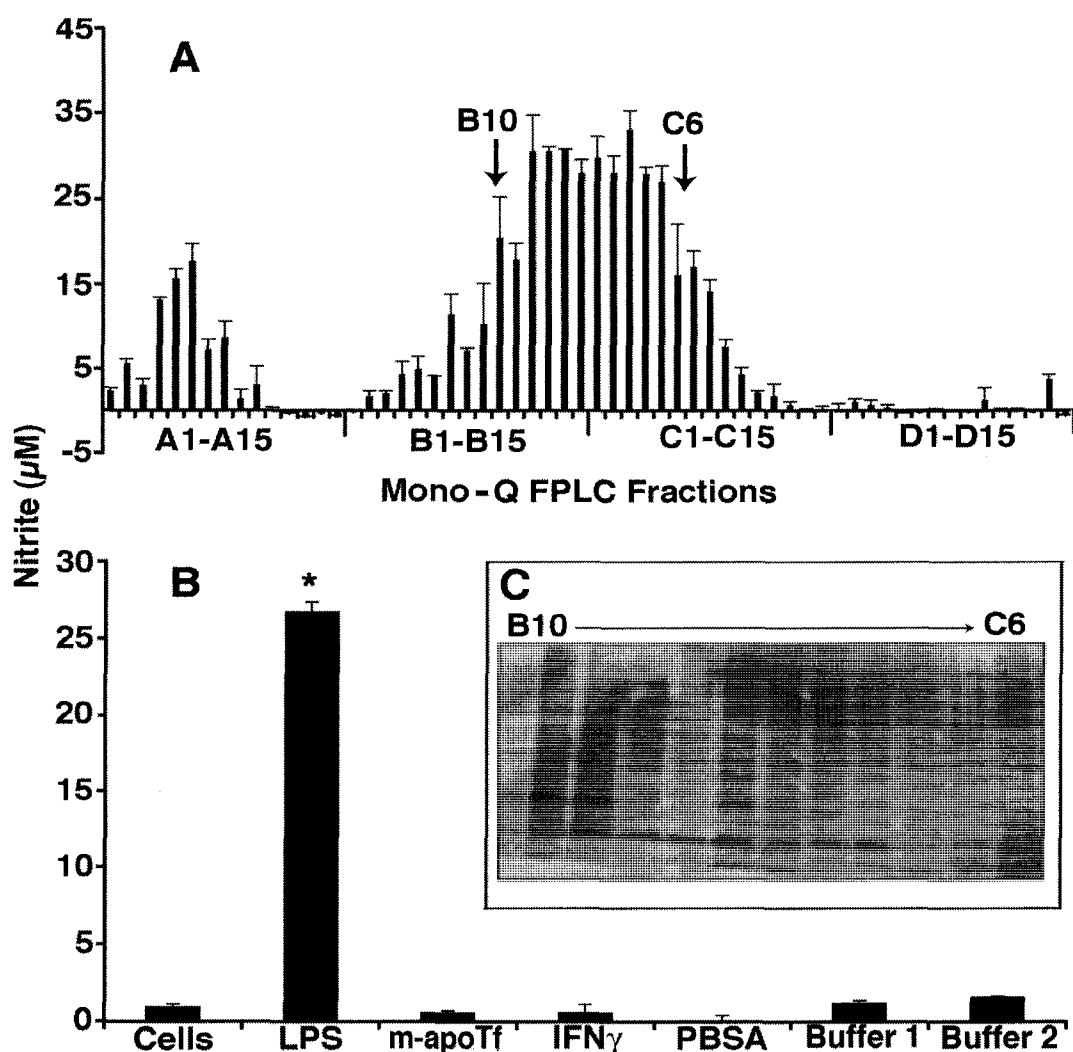 45
A
35
B10
C6
25
15
5
-5
A1-A15 B1-B15 C1-C15 D1-D15
Mono-Q FPLC Fractions
Nitrite (µM)
30
B
*
C
B10
C6
25
20
15
10
5
0
Cells LPS m-apoTf IFNγ PBSA Buffer 1 Buffer 2